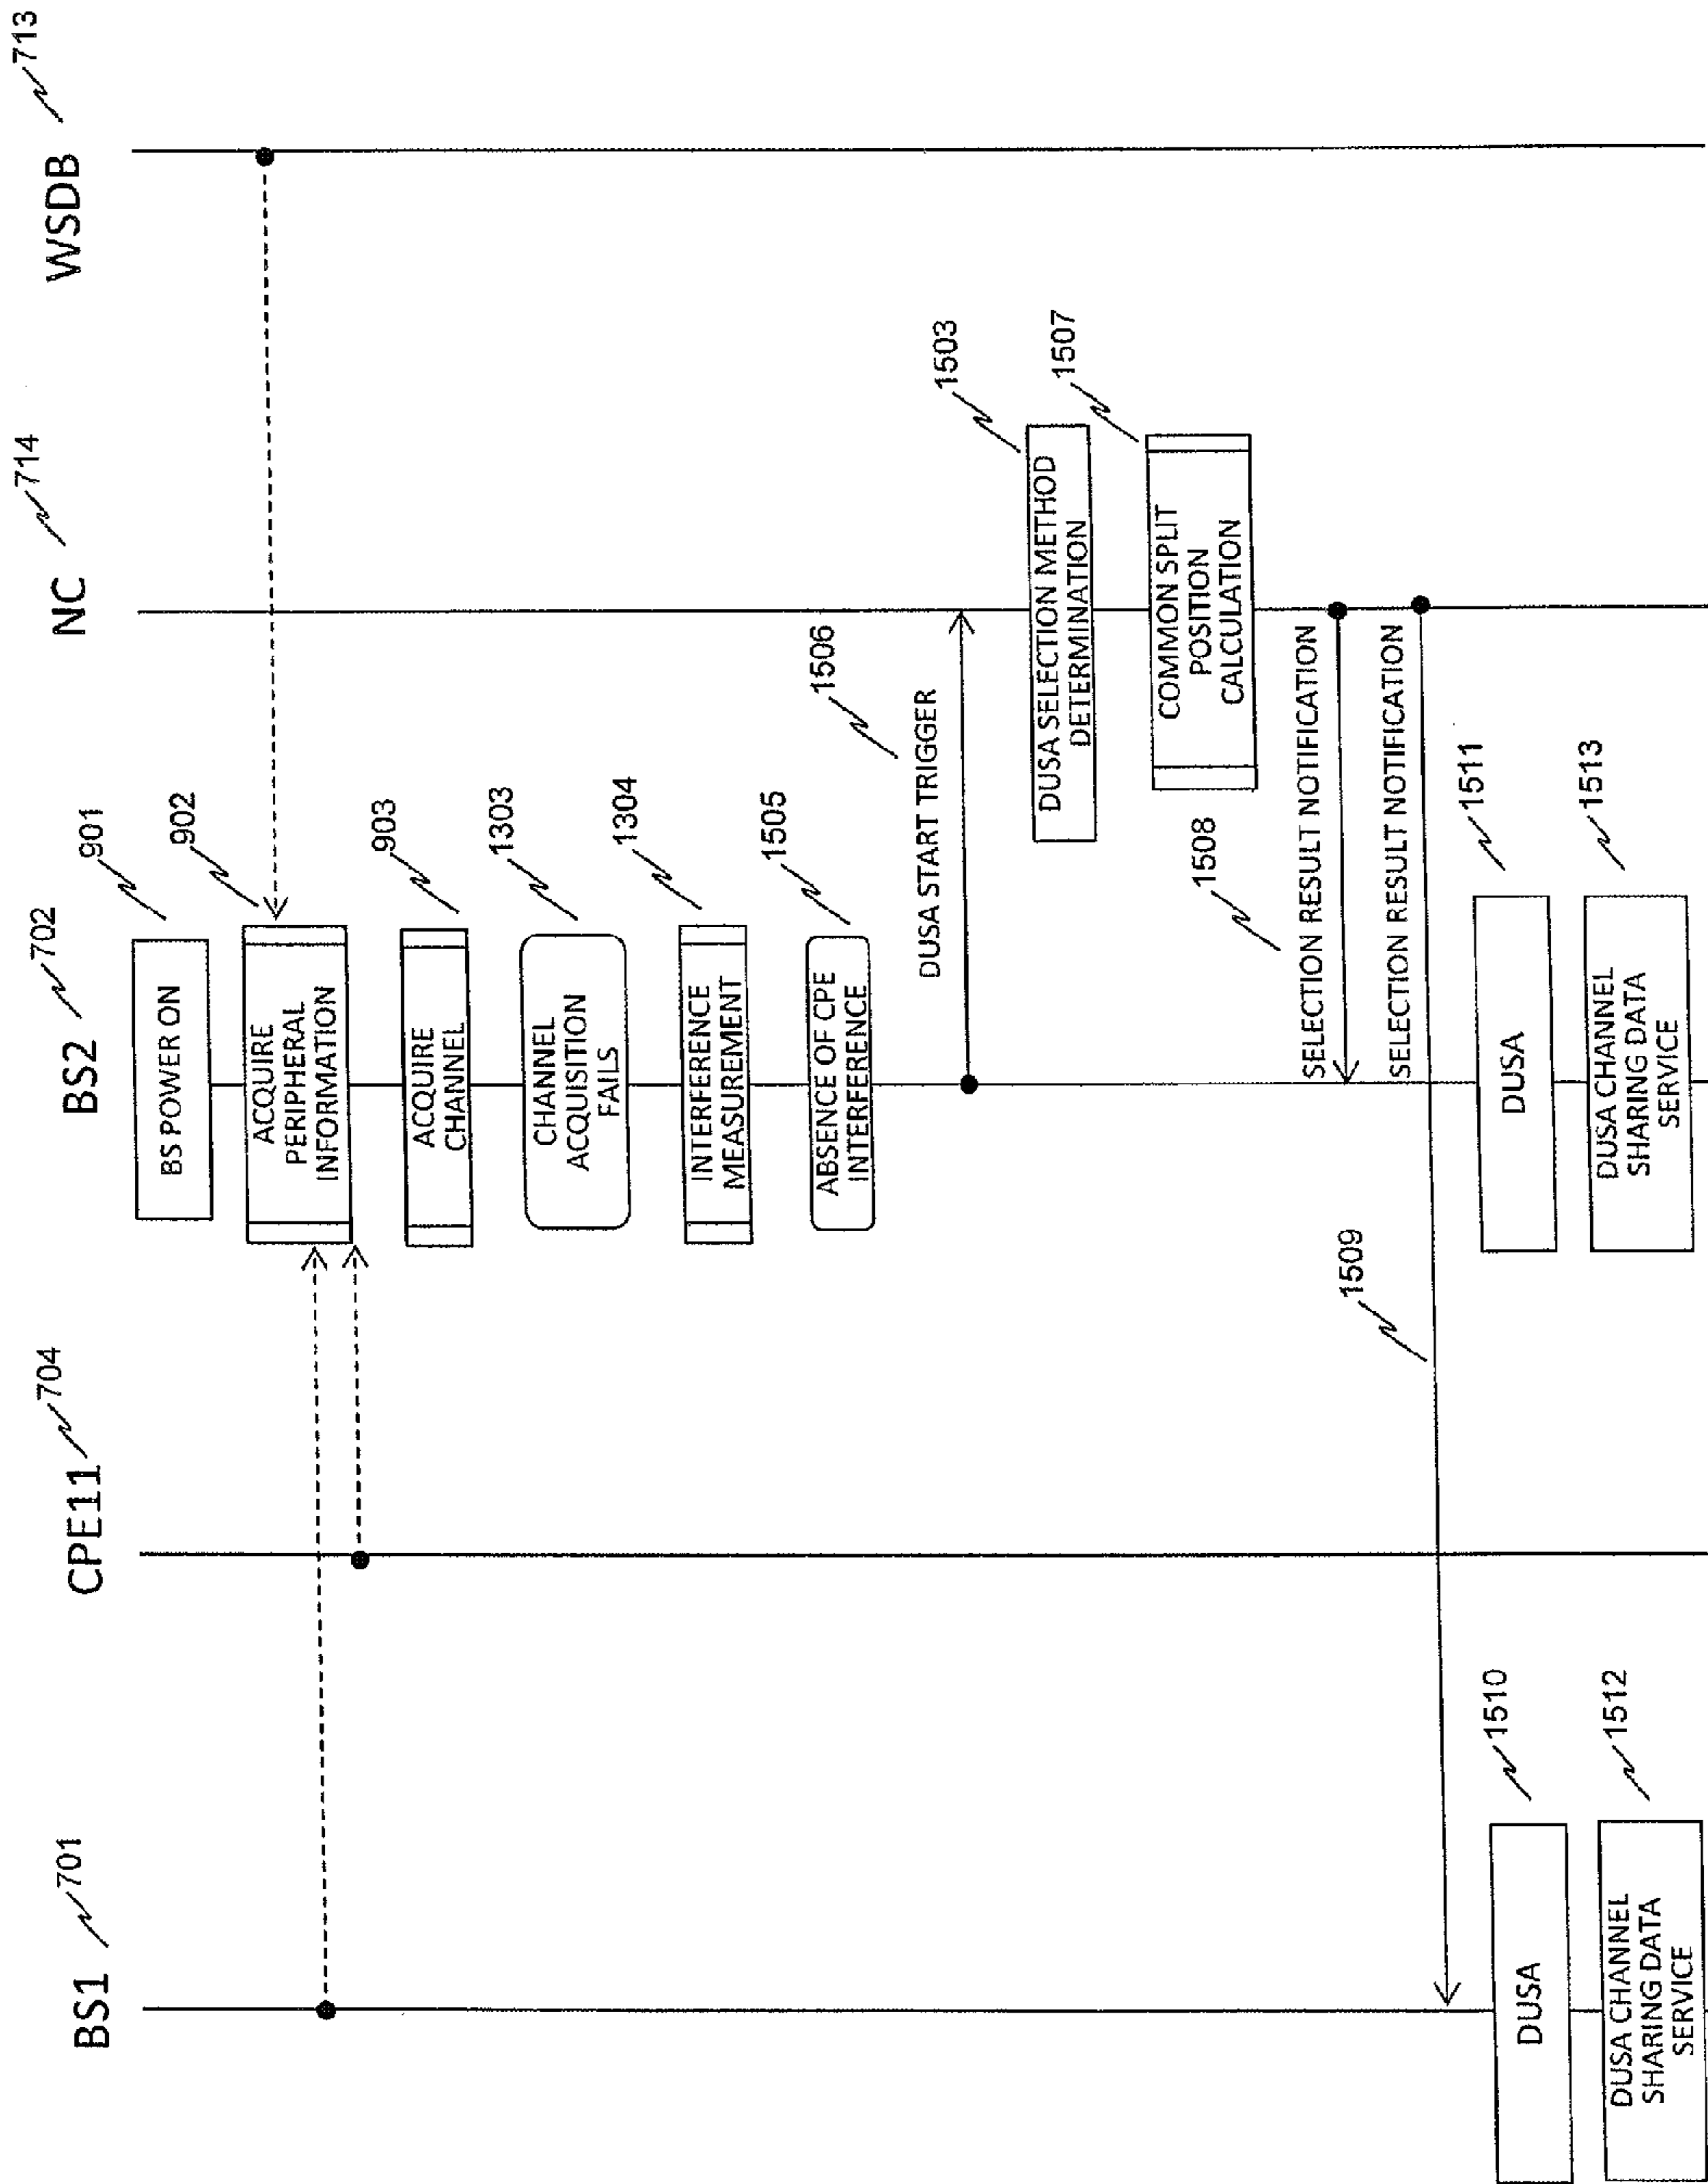 BS1
701
CPE11
704
BS2
702
NC
714
WSDB
713
BS POWER ON
901
ACQUIRE
PERIPHERAL
INFORMATION
902
ACQUIRE
CHANNEL
903
CHANNEL
ACQUISITION
FAILS
1303
INTERFERENCE
MEASUREMENT
1304
ABSENCE OF CPE
INTERFERENCE
1505
DUSA START TRIGGER
1506
DUSA SELECTION METHOD
DETERMINATION
1503
COMMON SPLIT
POSITION
CALCULATION
1507
1508
SELECTION RESULT NOTIFICATION
SELECTION RESULT NOTIFICATION
1509
DUSA
1510
DUSA
1511
DUSA CHANNEL
SHARING DATA
SERVICE
1512
DUSA CHANNEL
SHARING DATA
SERVICE
1513